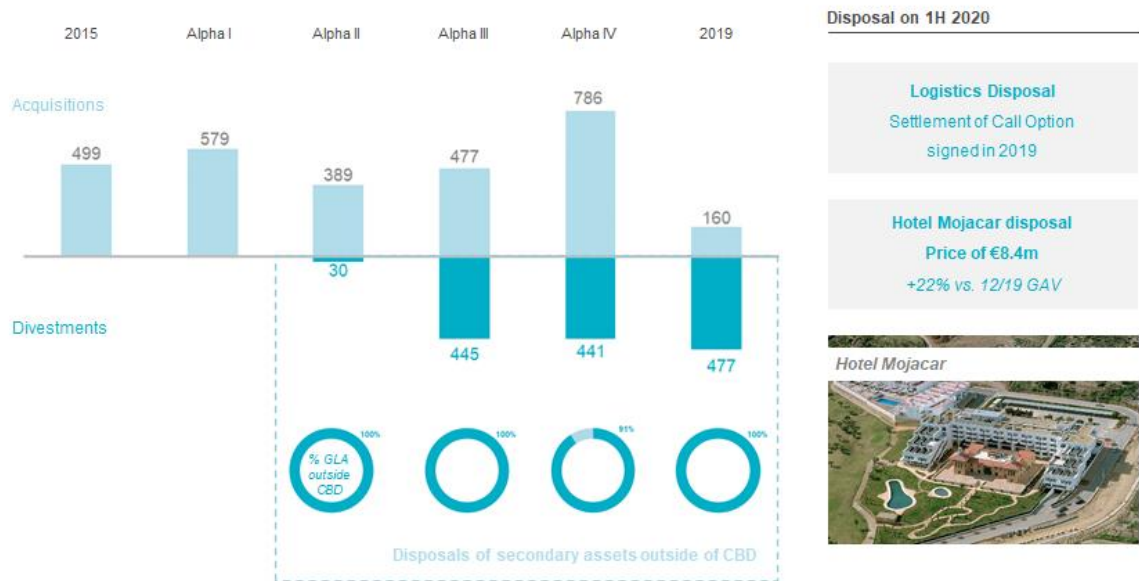 Disposal on 1H 2020
2015
Alpha I
Alpha II
Alpha III
Alpha IV
2019
Acquisitions
499
579
389
477
786
160
30
445
441
477
Divestments
100%
% GLA
outside
CBD
100%
91%
100%
Disposals of secondary assets outside of CBD
Logistics Disposal
Settlement of Call Option
signed in 2019
Hotel Mojacar disposal
Price of €8.4m
+22% vs. 12/19 GAV
Hotel Mojacar